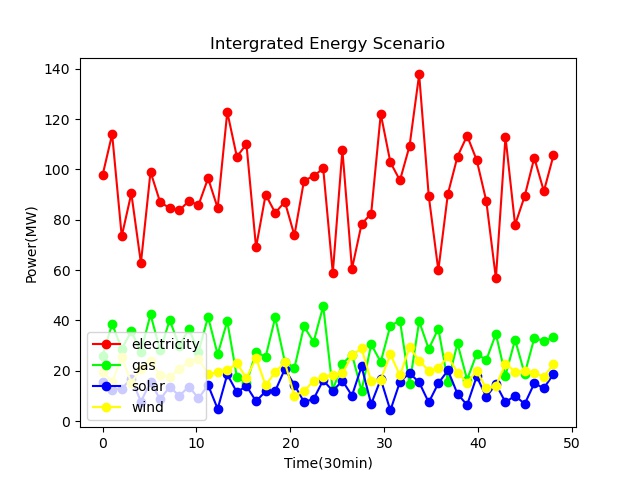 Intergrated Energy Scenario
Power(MW)
140
120
100
80
60
40
20
0
electricity
gas
solar
wind
0 10 20 30 40 50
Time(30min)